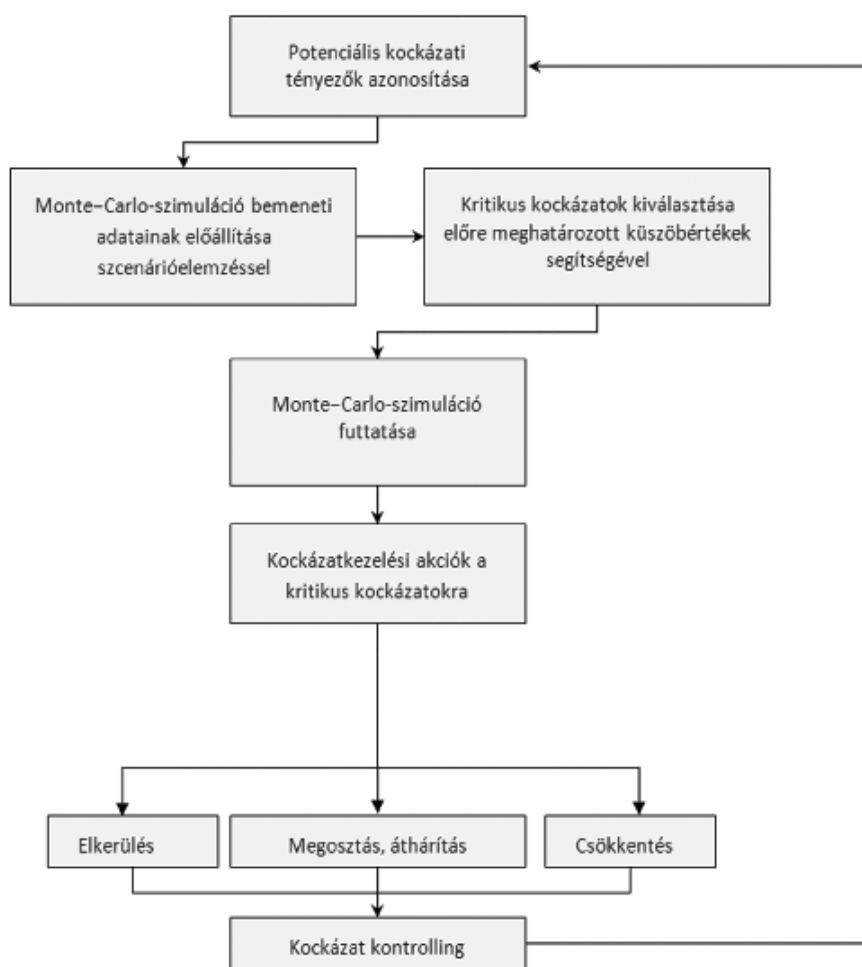 Potenciális kockázati
tényezők azonosítása
Monte–Carlo-szimuláció bemeneti
adatainak előállítása
szcenárióelemzéssel
Kritikus kockázatok kiválasztása
előre meghatározott küszöbértékek
segítségével
Monte–Carlo-szimuláció
futtatása
Kockázatkezelési akciók a
kritikus kockázatokra
Elkerülés
Megosztás, áthárítás
Csökkentés
Kockázat kontrolling